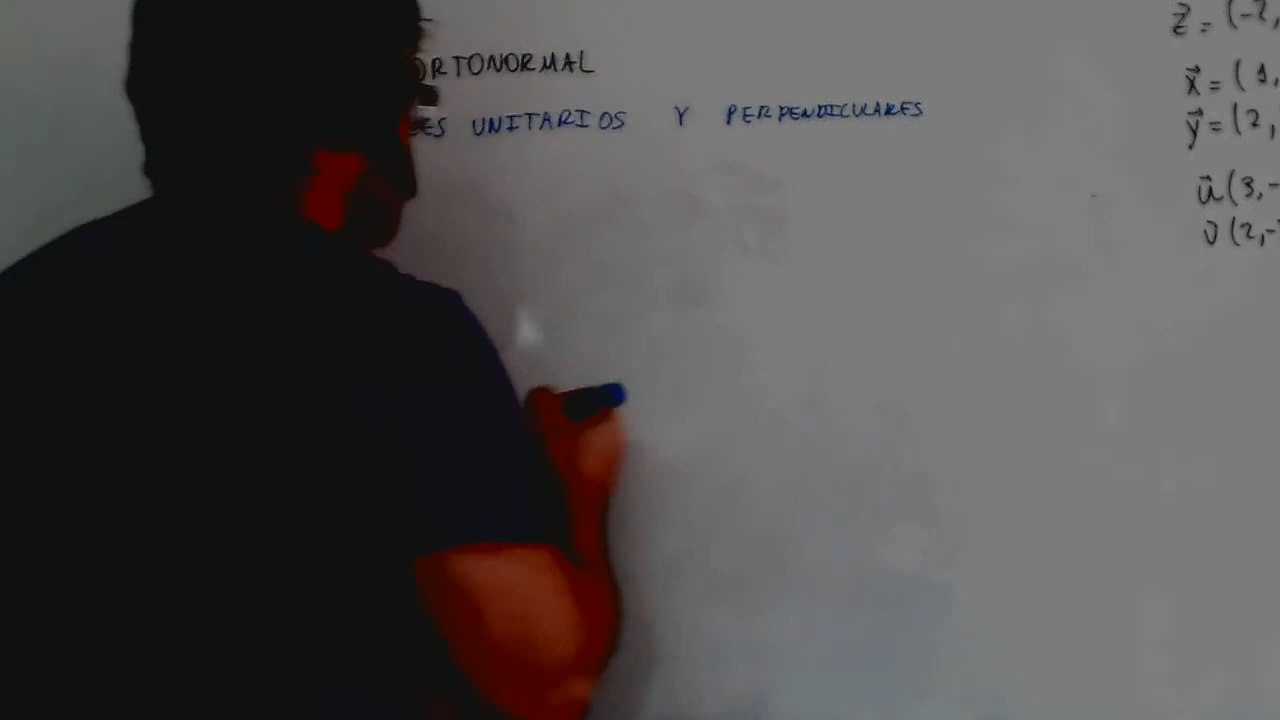 ORTONORMAL
ES UNITARIOS Y PERPENDICULARES
Z = (-2,
x⃗ = (1,
y⃗ = (2,
u⃗(3,-
v(2,-